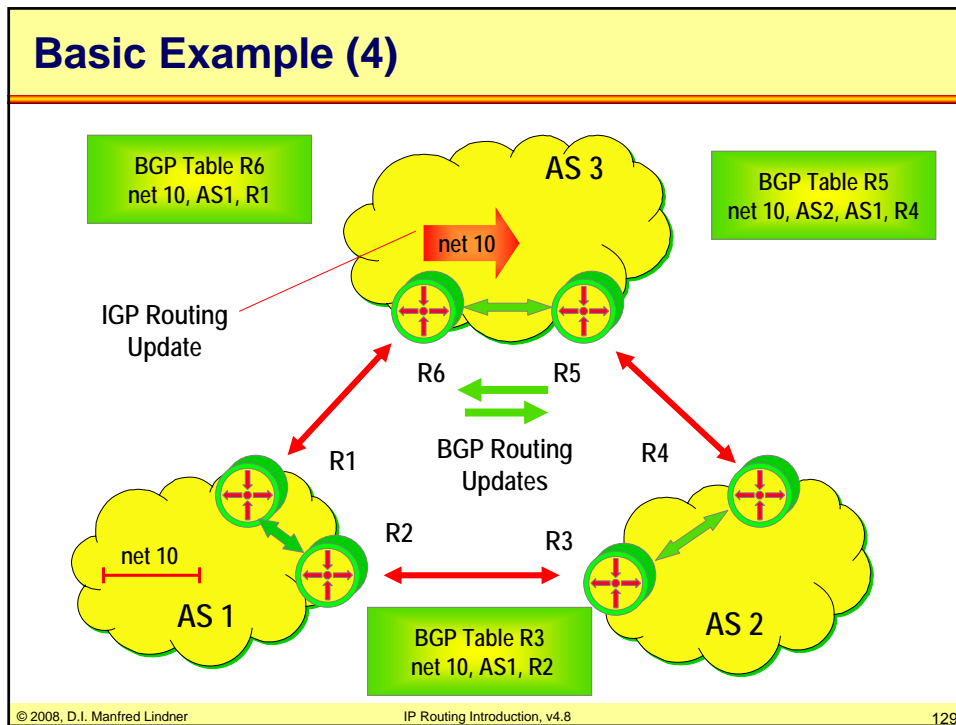 Basic Example (4)
BGP Table R6
net 10, AS1, R1
AS 3
BGP Table R5
net 10, AS2, AS1, R4
net 10
IGP Routing
Update
R6
R5
BGP Routing
Updates
R1
R4
R2
R3
net 10
AS 1
AS 2
BGP Table R3
net 10, AS1, R2
© 2008, D.I. Manfred Lindner
IP Routing Introduction, v4.8
129